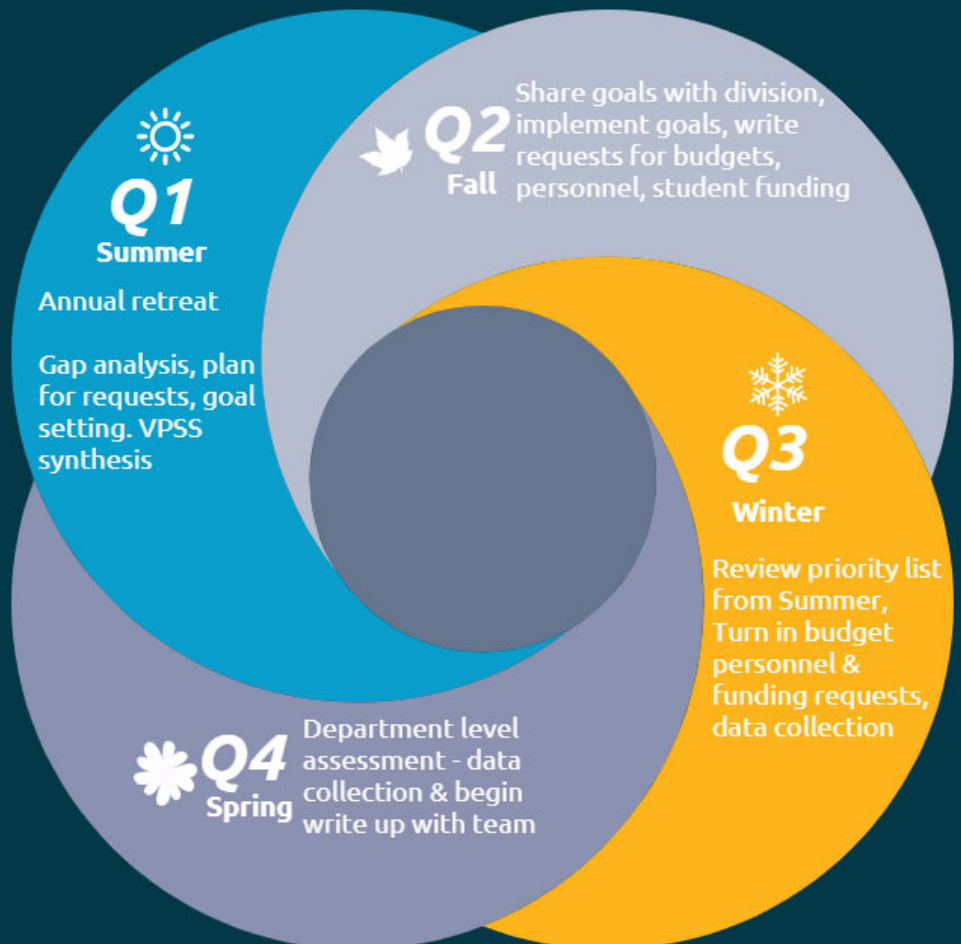 Q1
Summer
Annual retreat
Gap analysis, plan
for requests, goal
setting. VPSS
synthesis
Q2
Fall
Share goals with division,
implement goals, write
requests for budgets,
personnel, student funding
Q3
Winter
Review priority list
from Summer,
Turn in budget
personnel &
funding requests,
data collection
Q4
Spring
Department level
assessment - data
collection & begin
write up with team